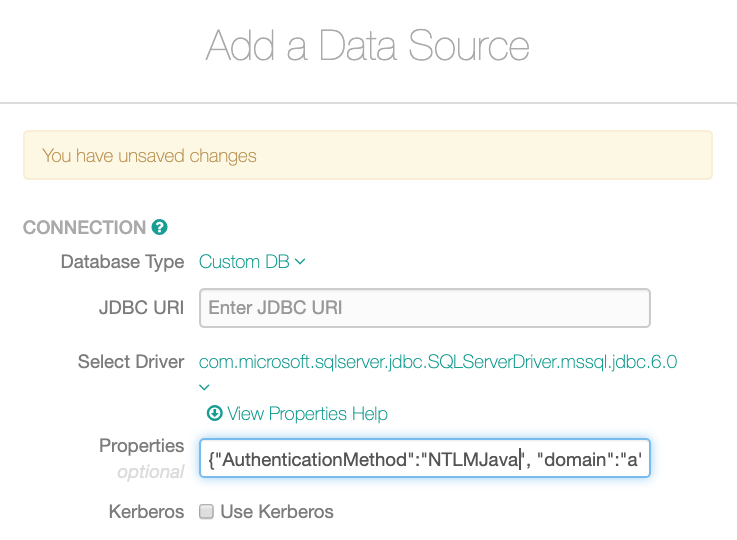 Add a Data Source
You have unsaved changes
CONNECTION ?
Database Type Custom DB
JDBC URI Enter JDBC URI
Select Driver com.microsoft.sqlserver.jdbc.SQLServerDriver.mssql.jdbc.6.0
View Properties Help
Properties {"AuthenticationMethod":"NTLMJava", "domain":"a'
optional
Kerberos Use Kerberos